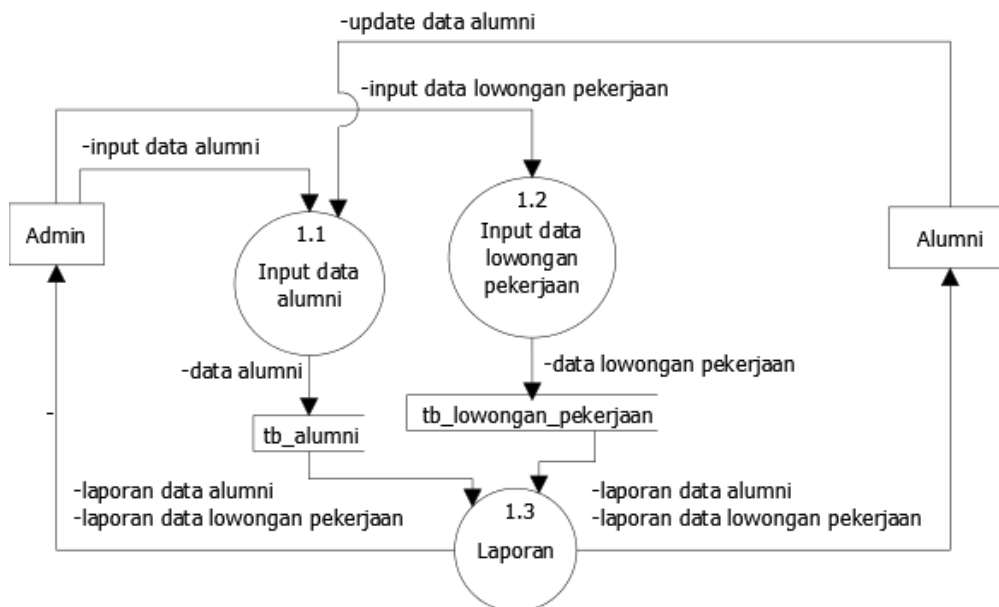 -update data alumni
-input data lowongan pekerjaan
-input data alumni
Admin
1.1
Input data
alumni
1.2
Input data
lowongan
pekerjaan
Alumni
-data alumni
-data lowongan pekerjaan
-
tb_alumni
tb_lowongan_pekerjaan
-laporan data alumni
-laporan data lowongan pekerjaan
1.3
Laporan
-laporan data alumni
-laporan data lowongan pekerjaan